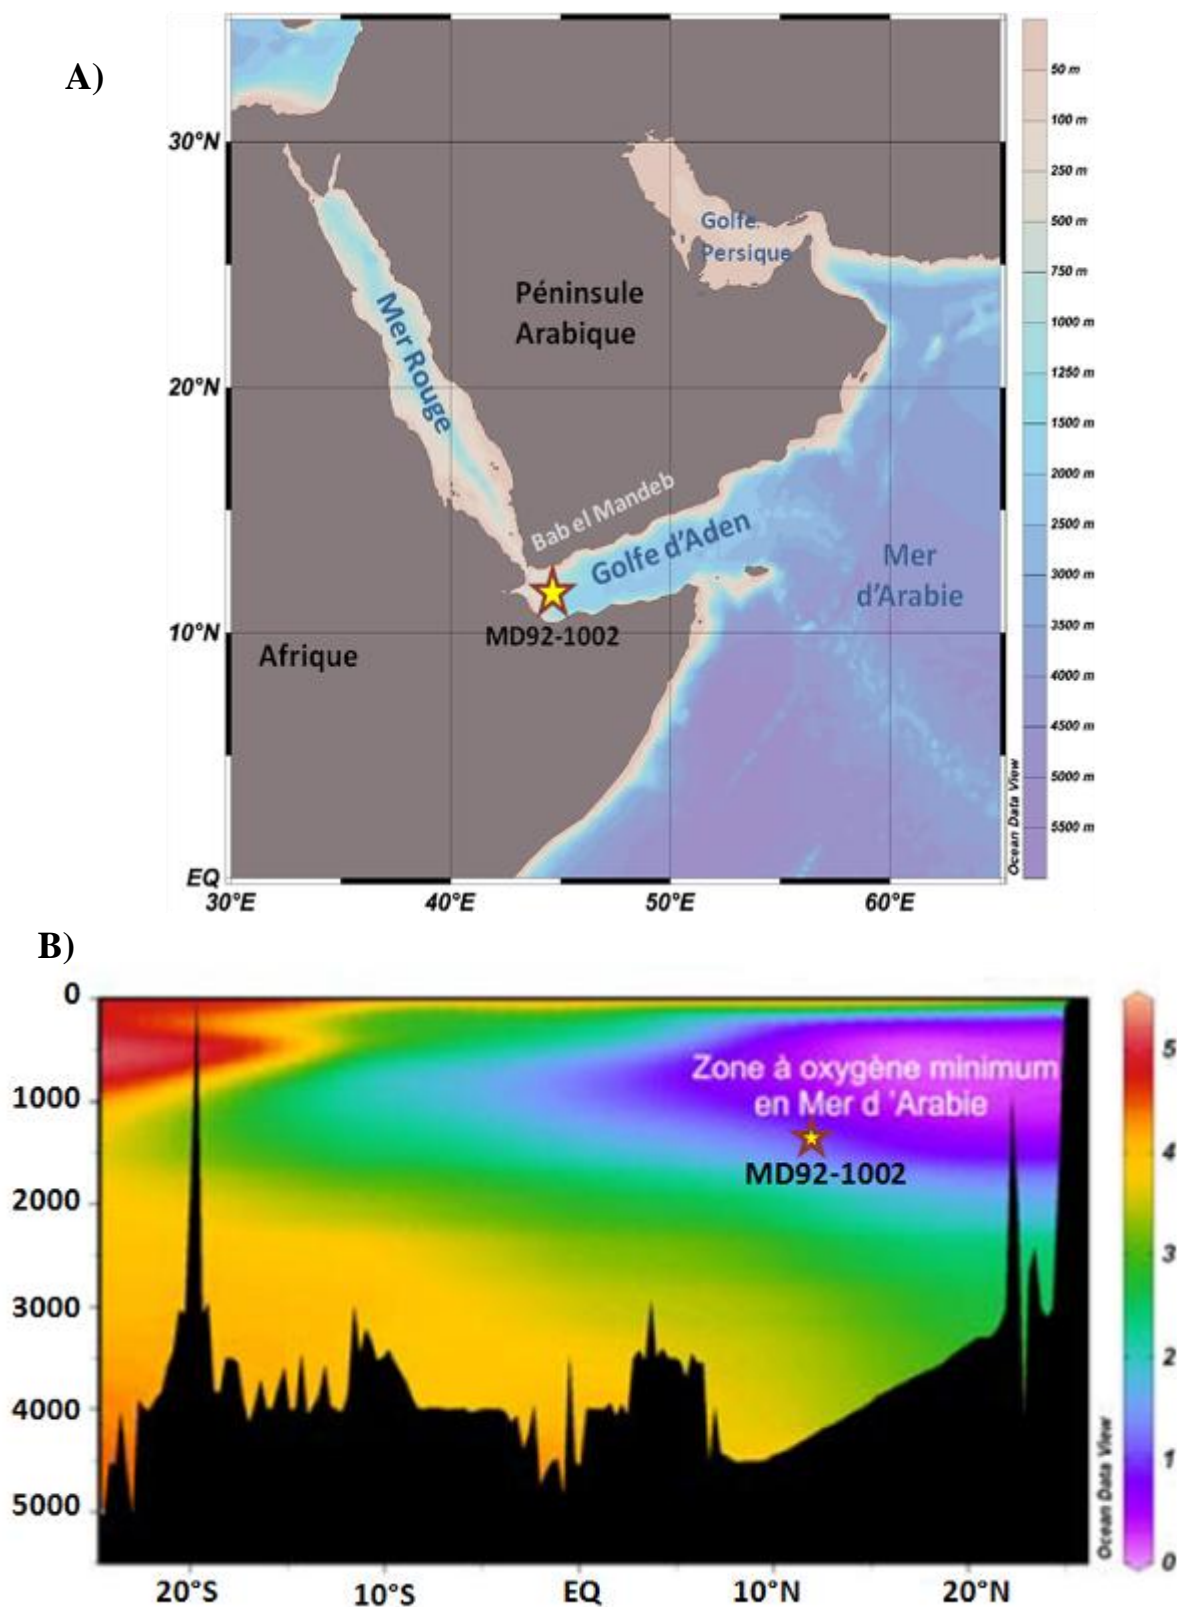 A)
50 m
100 m
250 m
500 m
750 m
1000 m
1250 m
1500 m
2000 m
2500 m
3000 m
3500 m
4000 m
4500 m
5000 m
5500 m
Ocean Data View
30°N
20°N
10°N
EQ
30°E
40°E
50°E
60°E
Golfe
Persique
Péninsule
Arabique
Mer Rouge
Bab el Mandeb
Golfe d'Aden
Mer
d'Arabie
MD92-1002
Afrique
B)
0
1000
2000
3000
4000
5000
Zone à oxygène minimum
en Mer d 'Arabie
MD92-1002
20°S
10°S
EQ
10°N
20°N
Ocean Data View
5
4
3
2
1
0